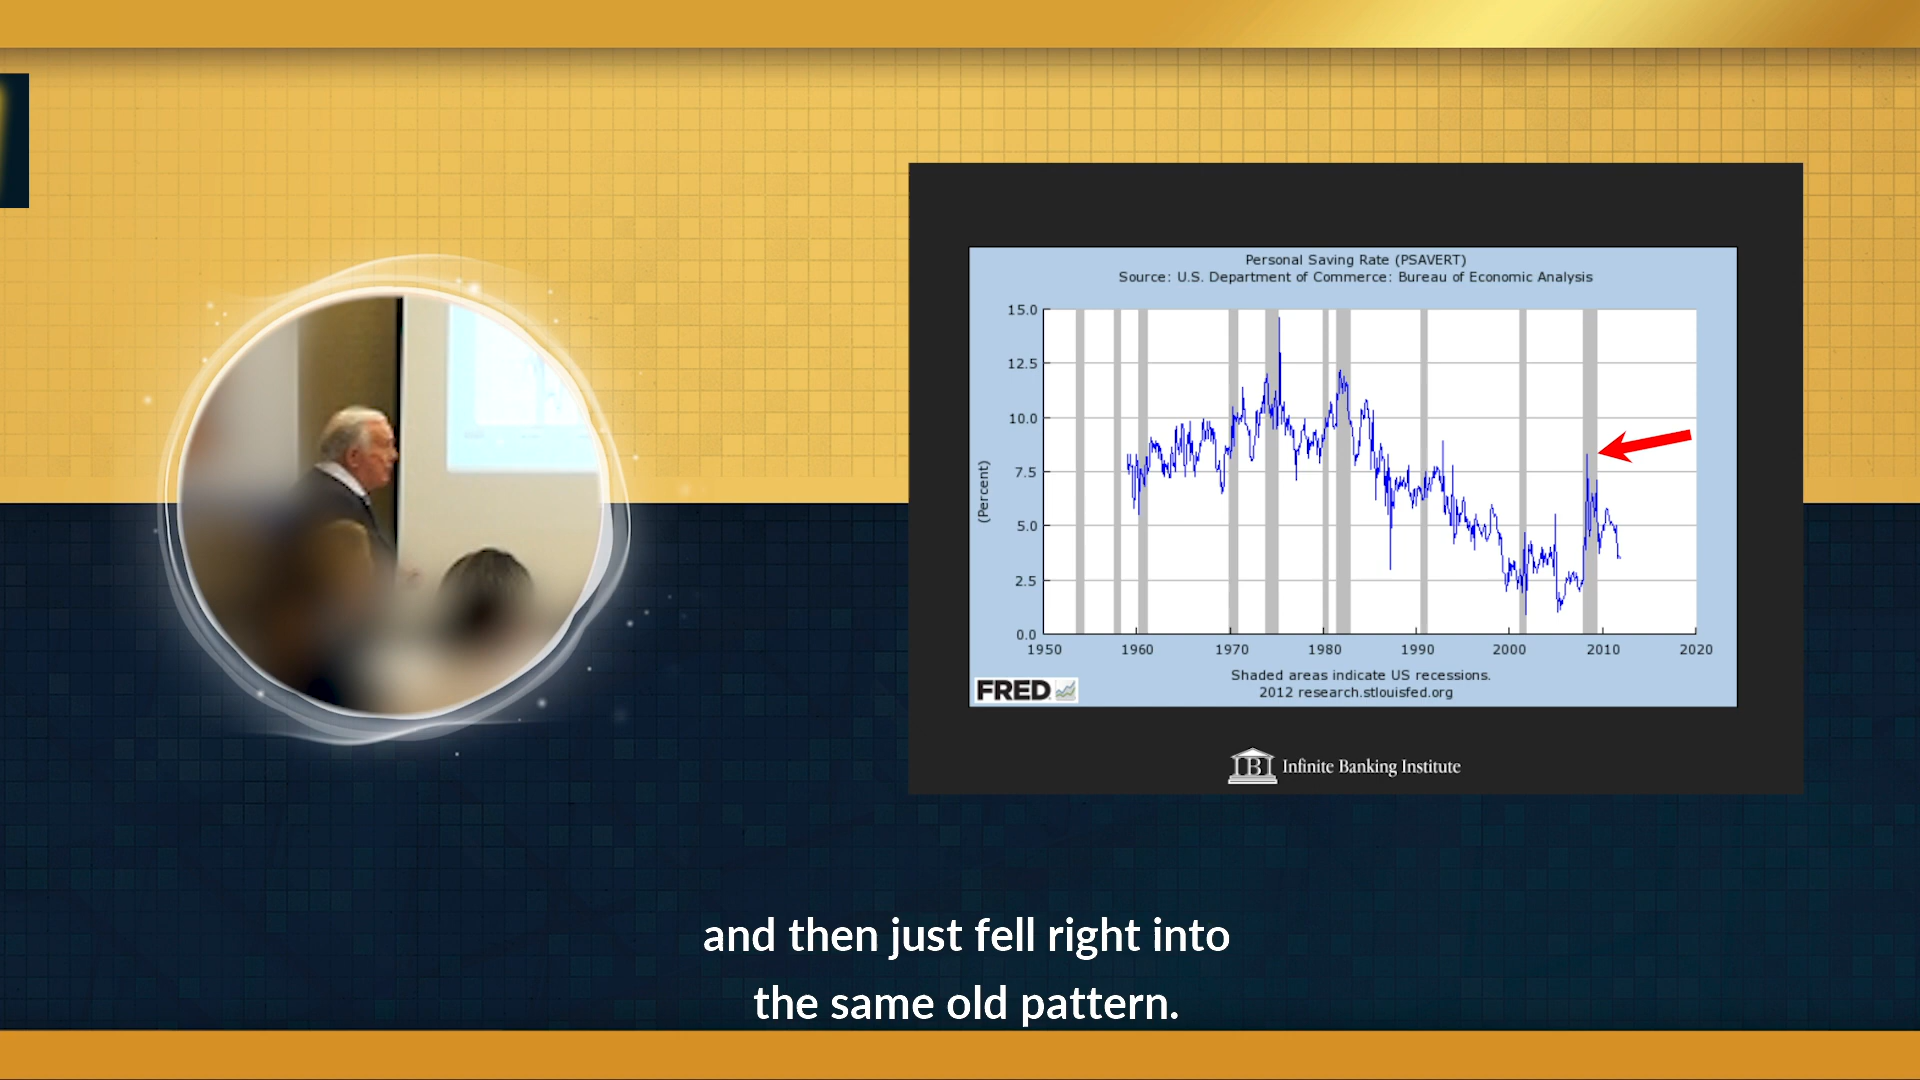 Personal Saving Rate (PSAVERT)
Source: U.S. Department of Commerce: Bureau of Economic Analysis
15.0
12.5
10.0
7.5
5.0
2.5
0.0
(Percent)
1950 1960 1970 1980 1990 2000 2010 2020
Shaded areas indicate US recessions.
2012 research.stlouisfed.org
FRED
IBI Infinite Banking Institute
and then just fell right into
the same old pattern.